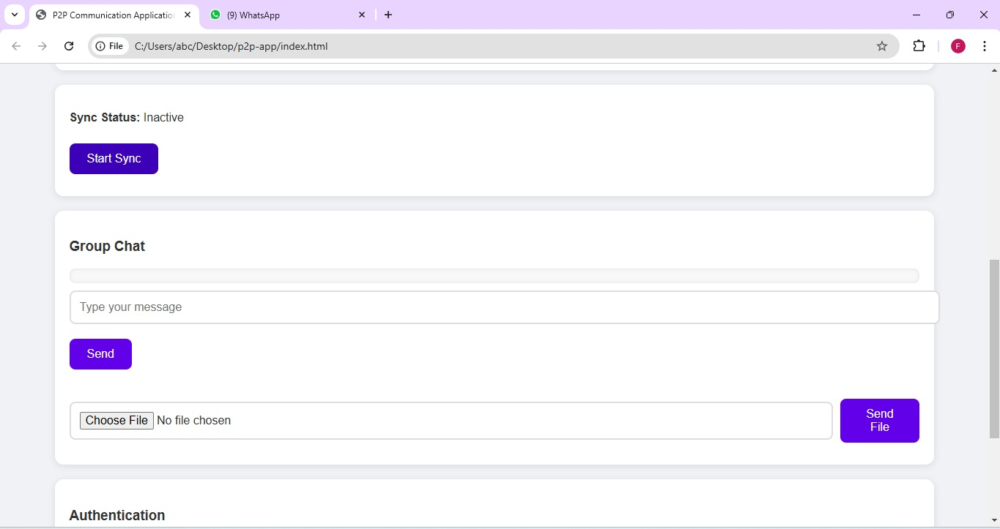 P2P Communication Applicatio
(9) WhatsApp
File C:/Users/abc/Desktop/p2p-app/index.html
F
Sync Status: Inactive
Start Sync
Group Chat
Type your message
Send
Choose File No file chosen
Send
File
Authentication